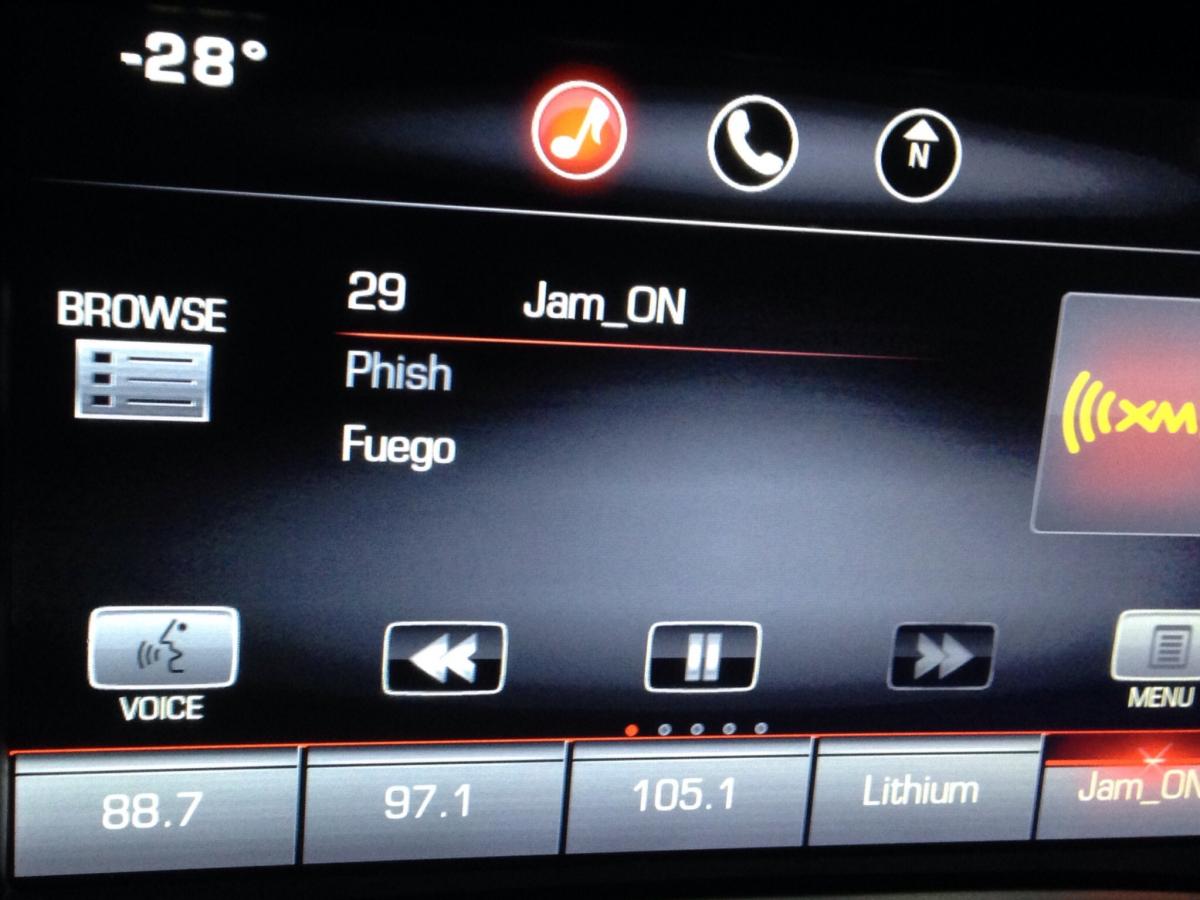 -28°
N
BROWSE
29 Jam_ON
Phish
Fuego
XM
VOICE
MENU
88.7 97.1 105.1 Lithium Jam_ON